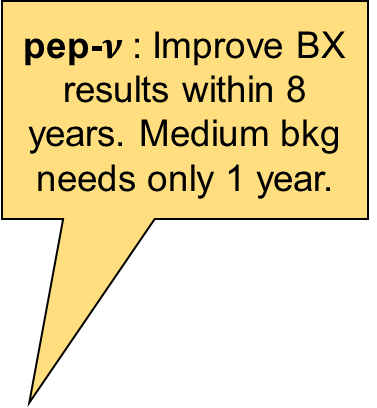 pep-ν : Improve BX
results within 8
years. Medium bkg
needs only 1 year.